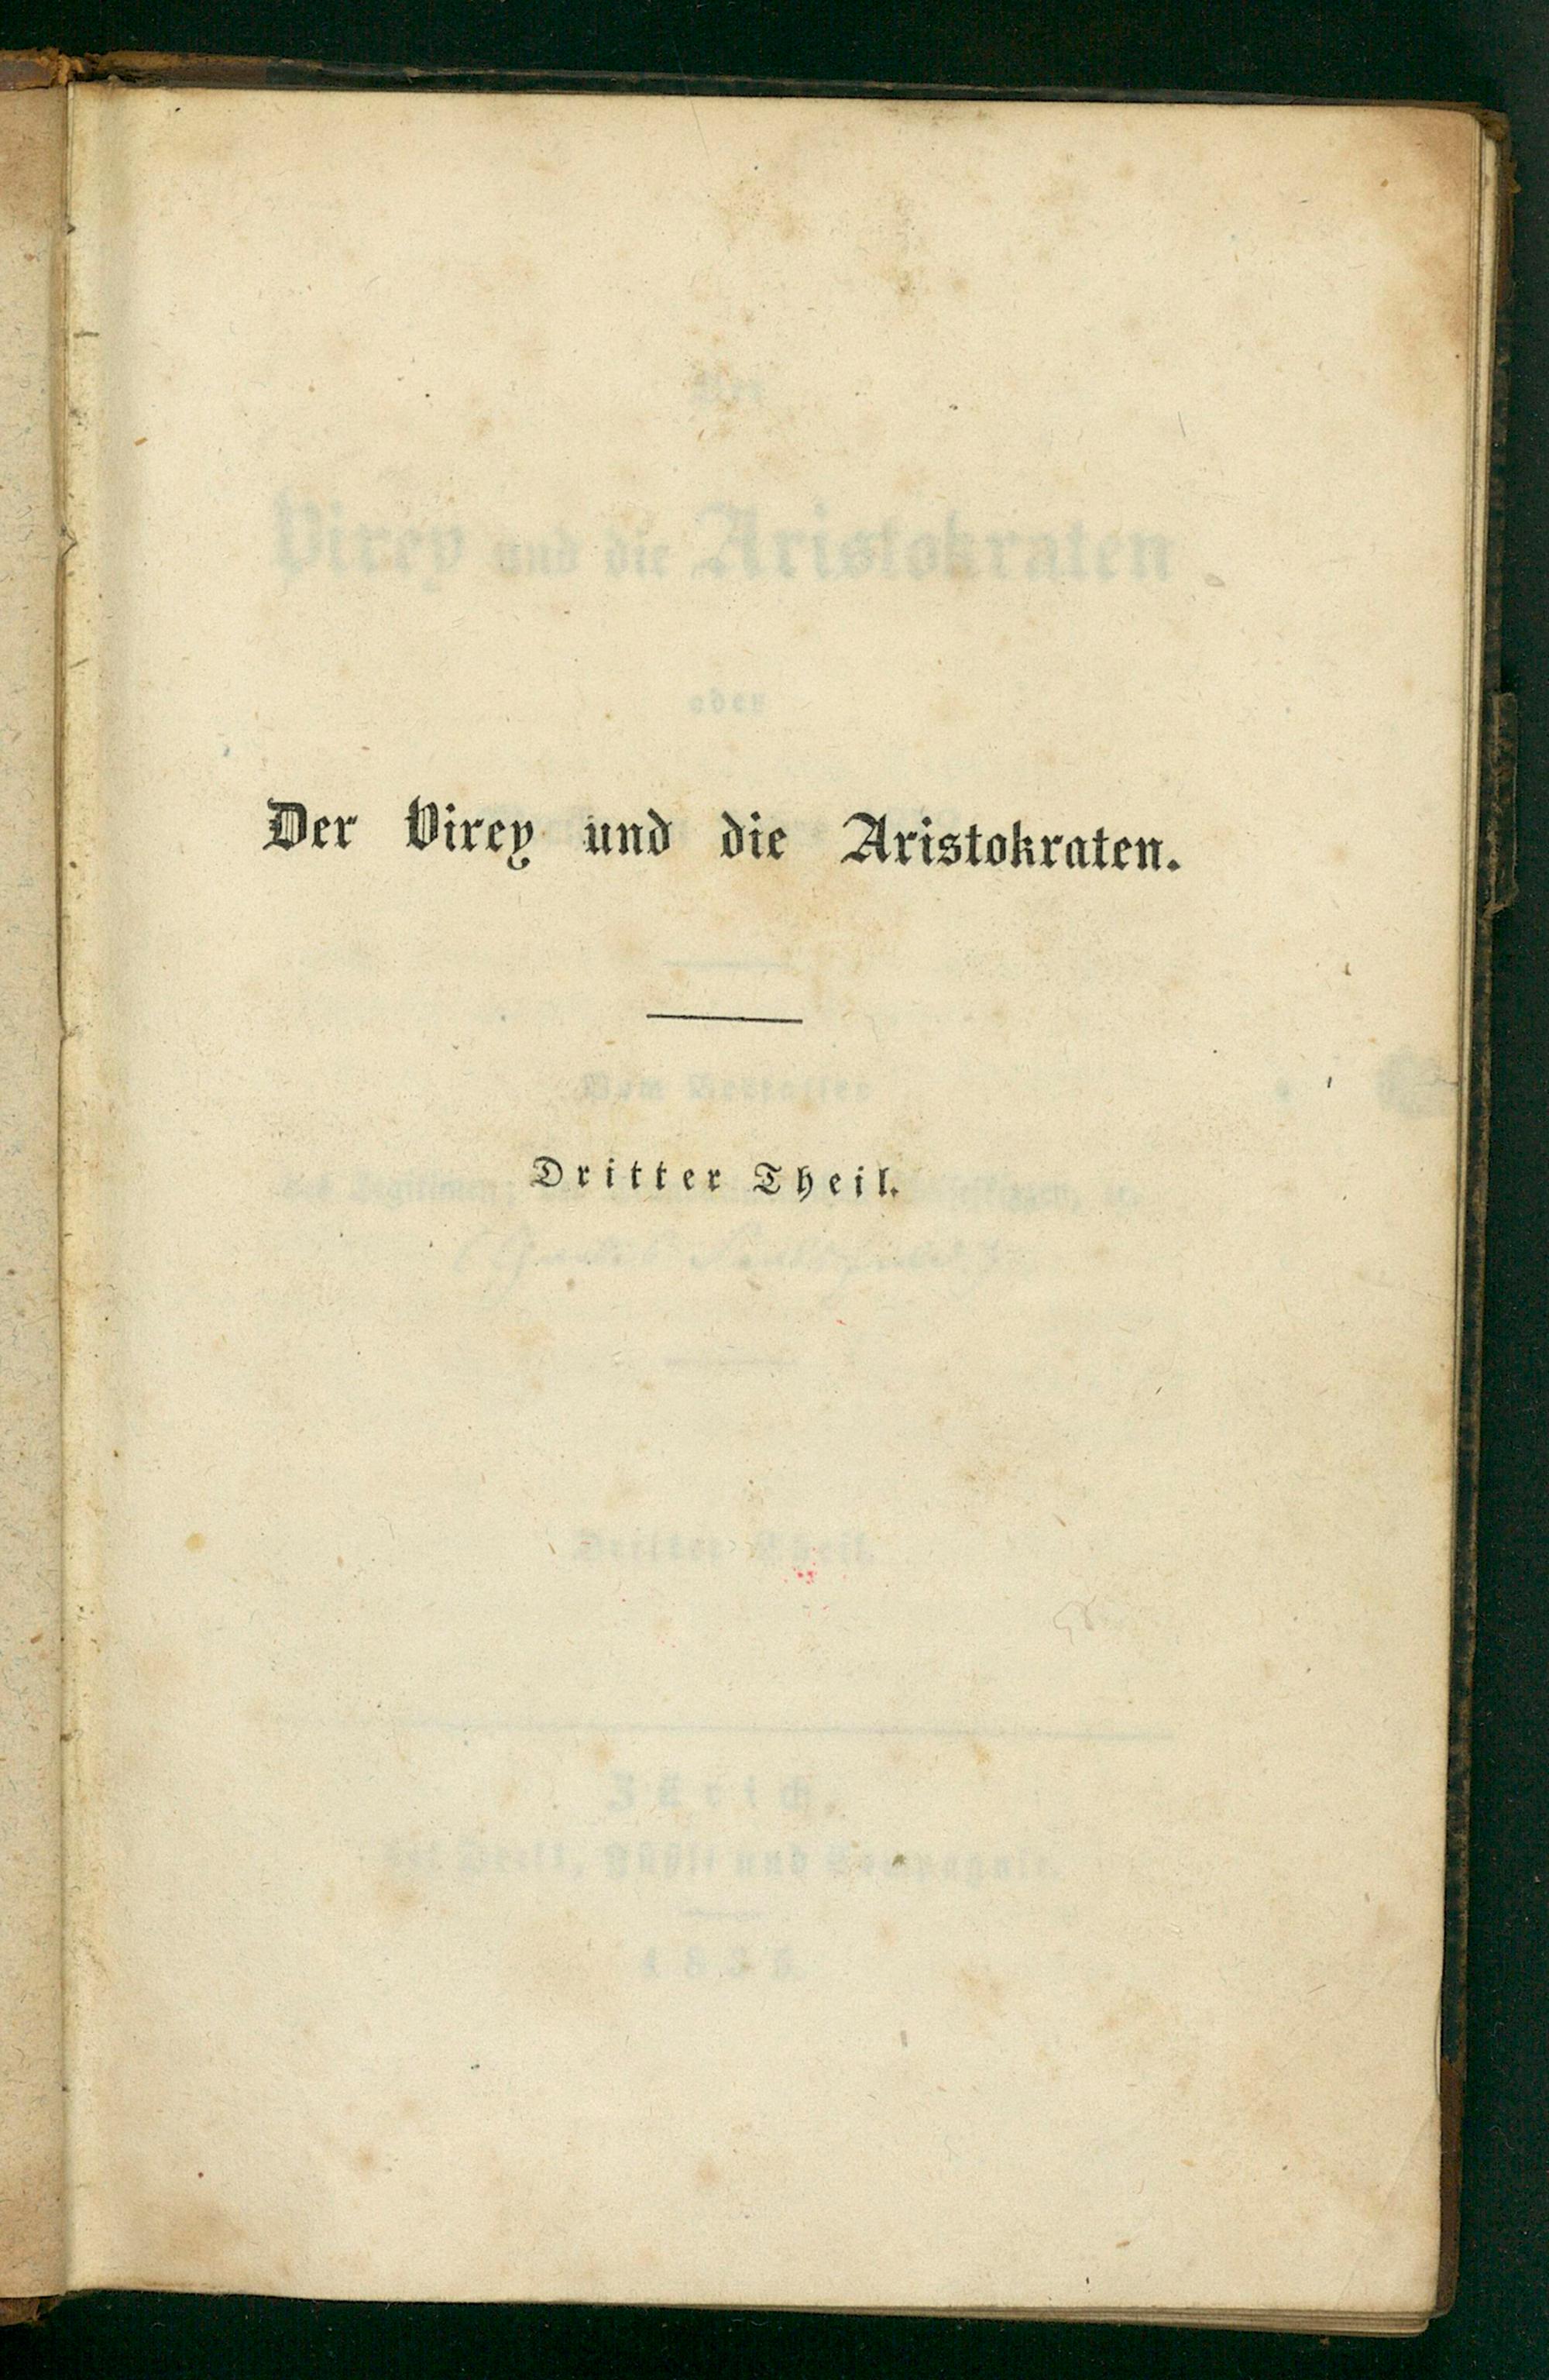 Der Virey und die Aristokraten.
Dritter Theil.